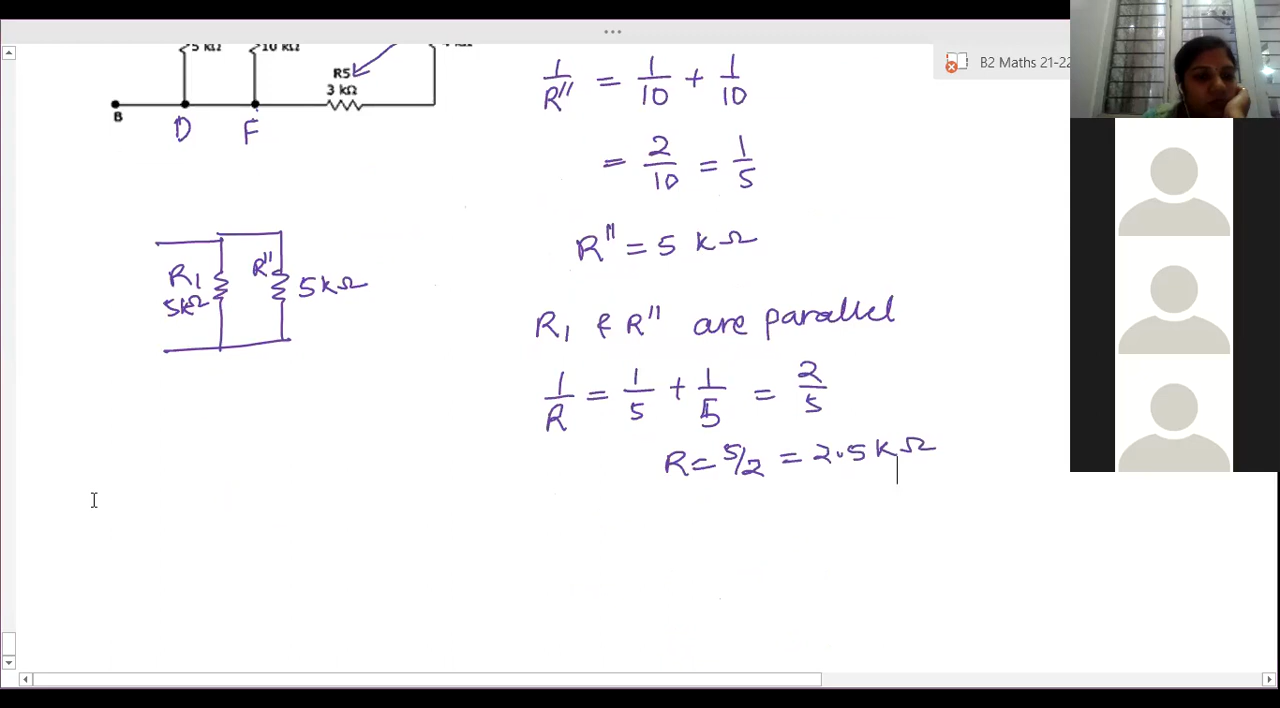 5 kΩ 10 kΩ
R5
3 kΩ
B
D F
1/R'' = 1/10 + 1/10
= 2/10 = 1/5
R'' = 5 kΩ
R1 5kΩ R'' 5kΩ
R1 & R'' are parallel
1/R = 1/5 + 1/5 = 2/5
R = 5/2 = 2.5 kΩ
B2 Maths 21-22